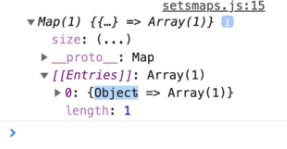 setsmaps.js:15
▼Map(1) {{…} => Array(1)} i
size: (...)
▶__proto__: Map
▼[[Entries]]: Array(1)
▶0: {Object => Array(1)}
length: 1
>